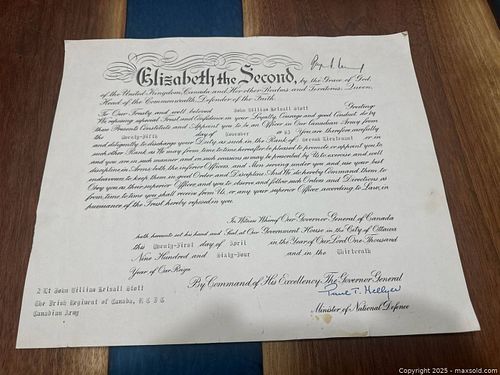 Elizabeth the Second, by the Grace of God,
of the United Kingdom, Canada and Her other Realms and Territories Queen,
Head of the Commonwealth, Defender of the Faith.
To Our Trusty and well beloved John William Kelsall Stott Greeting:
We reposing especial Trust and Confidence in your Loyalty, Courage and good Conduct do by
these Presents Constitute and Appoint you to be an Officer in Our Canadian Army from
the Twenty-Fifth day of November 19 63 You are therefore carefully
and diligently to discharge your Duty as such in the Rank of Second Lieutenant or in
such other Rank as We may from time to time hereafter be pleased to promote or appoint you to
and you are in such manner and on such occasions as may be prescribed by Us to exercise and well
discipline in Arms both the inferior Officers and Men serving under you and use your best
endeavours to keep them in good Order and Discipline And We do hereby Command them to
Obey you as their superior Officer and you to observe and follow such Orders and Directions as
from time to time you shall receive from Us or any your superior Officer according to Law, in
pursuance of the Trust hereby reposed in you.
In Witness Whereof Our Governor General of Canada
hath hereunto set his hand and Seal at Our Government House in the City of Ottawa
this Twenty-First day of April in the Year of Our Lord One Thousand
Nine Hundred and Sixty-Four and in the Thirteenth
Year of Our Reign
By Command of His Excellency The Governor General
Paul T. Hellyer
Minister of National Defence
2 Lt John William Kelsall Stott
The Irish Regiment of Canada, R C I C
Canadian Army
Copyright 2025 - www.maxsold.com